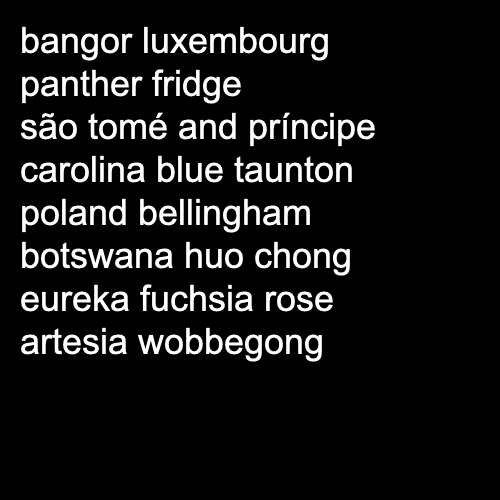 bangor luxembourg
panther fridge
são tomé and príncipe
carolina blue taunton
poland bellingham
botswana huo chong
eureka fuchsia rose
artesia wobbegong